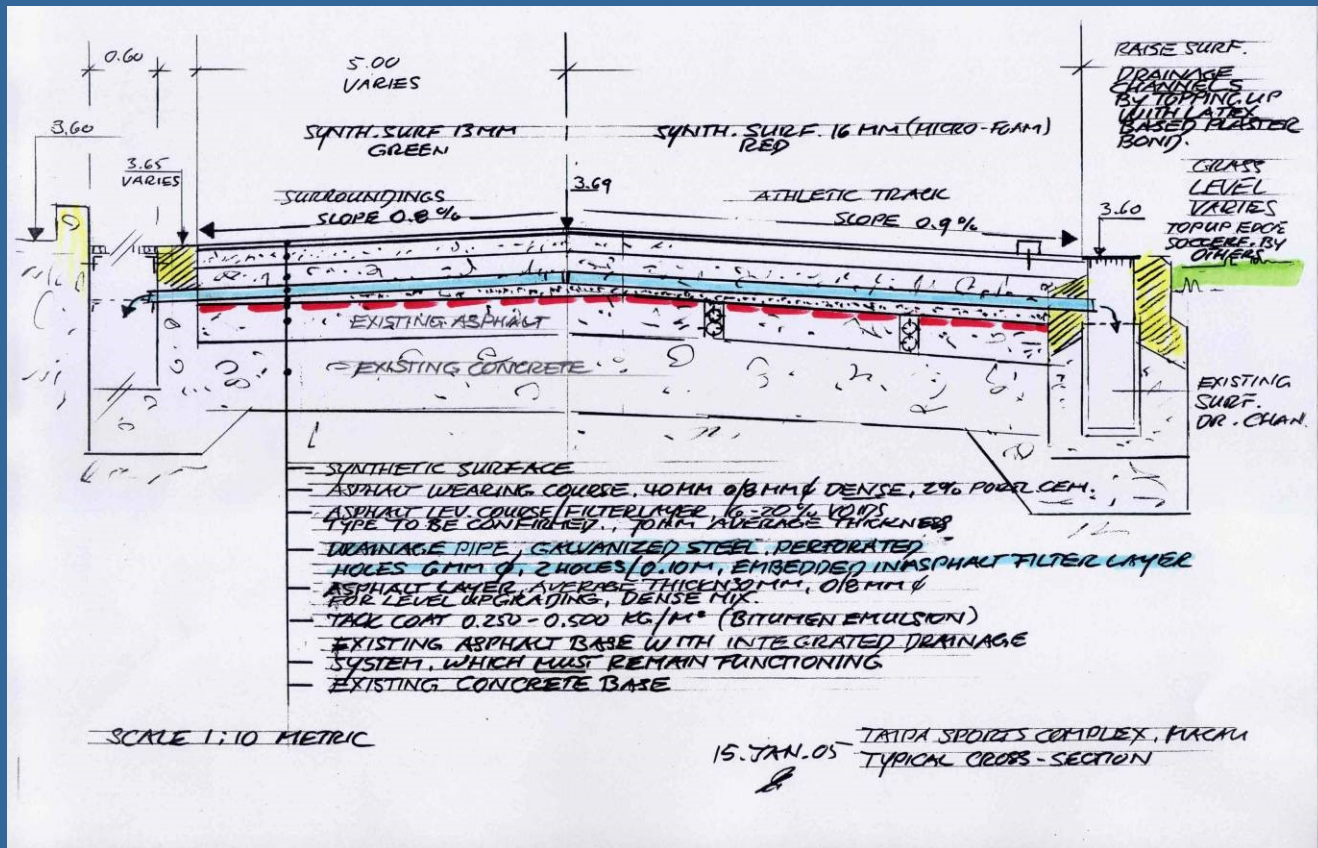 0.60
5.00
VARIES
3.60
3.65
VARIES
SYNTH. SURF 13MM
GREEN
SYNTH. SURF. 16 MM (MICRO-FOAM)
RED
RAISE SURF.
DRAINAGE
CHANNELS
BY TOPPING UP
WITH LATEX
BASED PLASTER
BOND.
GRASS
LEVEL
VARIES
TOP UP EDGE
SOCCERF. BY
OTHERS
SURROUNDINGS
SLOPE 0.8 %
3.69
ATHLETIC TRACK
SLOPE 0.9 %
3.60
EXISTING ASPHALT
EXISTING CONCRETE
EXISTING
SURF.
DR. CHAN.
SYNTHETIC SURFACE
ASPHALT WEARING COURSE. 40MM 0/8 MM ϕ DENSE, 2% PORTL CEM.
ASPHALT LEV. COURSE/FILTERLAYER 16-20% VOIDS
TYPE TO BE CONFIRMED., 70MM AVERAGE THICKNESS
DRAINAGE PIPE, GALVANIZED STEEL, PERFORATED
HOLES 6MM ϕ, 2 HOLES/0.10M, EMBEDDED IN ASPHALT FILTER LAYER
ASPHALT LAYER, AVERAGE THICKN 30MM, 0/8 MM ϕ
FOR LEVEL UPGRADING, DENSE MIX.
TACK COAT 0.250-0.500 KG/M² (BITUMEN EMULSION)
EXISTING ASPHALT BASE WITH INTEGRATED DRAINAGE
SYSTEM, WHICH MUST REMAIN FUNCTIONING
EXISTING CONCRETE BASE
SCALE 1:10 METRIC
15. JAN. 05
TAIPA SPORTS COMPLEX, MACAU
TYPICAL CROSS-SECTION